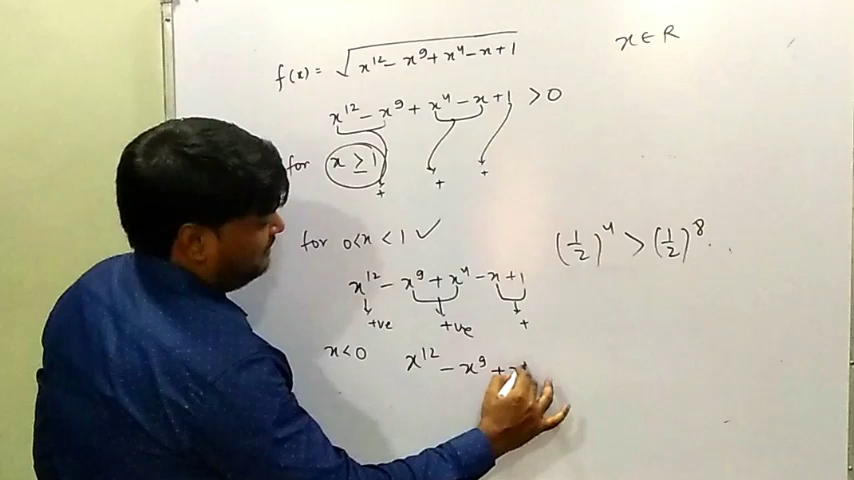 f(x) = √(x¹² - x⁹ + x⁴ - x + 1)
x ∈ R
x¹² - x⁹ + x⁴ - x + 1 > 0
for x ≥ 1
+ + +
for 0 < x < 1 ✓
(1/2)⁴ > (1/2)⁸.
x¹² - x⁹ + x⁴ - x + 1
+ve +ve +
x < 0 x¹² - x⁹ +